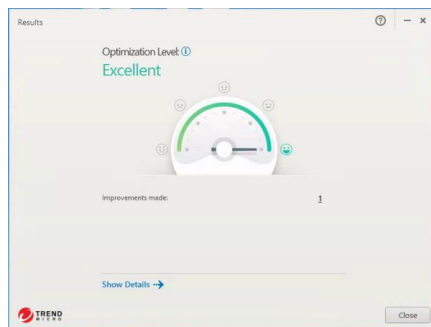 Results
Optimization Level:
Excellent
Improvements made: 1
Show Details
TREND
MICRO
Close